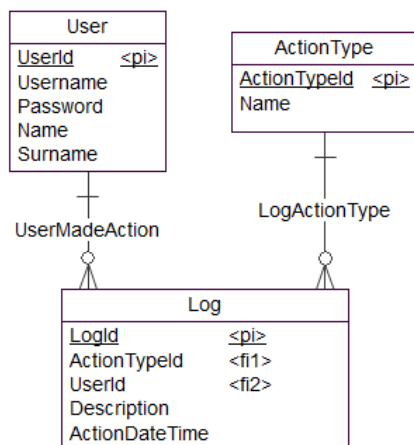 User
UserId <pi>
Username
Password
Name
Surname
ActionType
ActionTypeId <pi>
Name
UserMadeAction
LogActionType
Log
LogId <pi>
ActionTypeId <fi1>
UserId <fi2>
Description
ActionDateTime